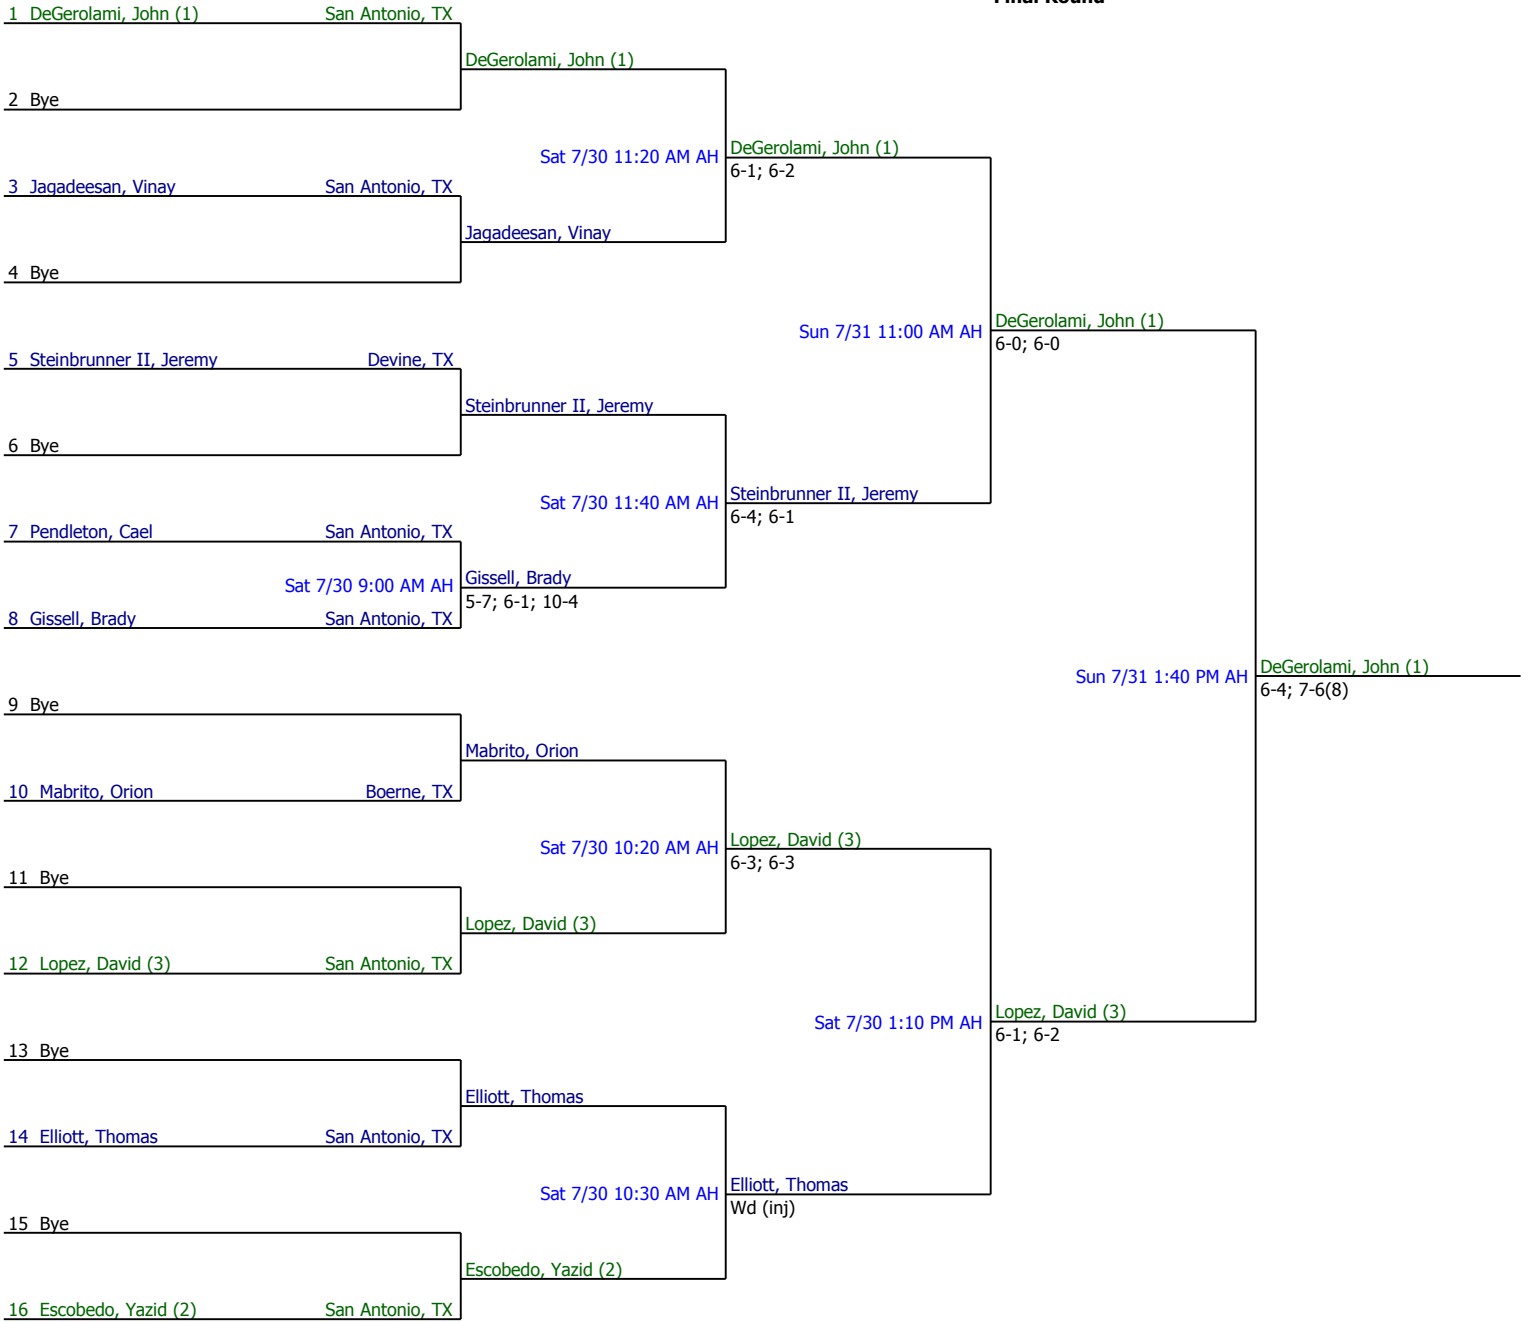 Final Round
1 DeGerolami, John (1) San Antonio, TX
DeGerolami, John (1)
2 Bye
Sat 7/30 11:20 AM AH
DeGerolami, John (1)
6-1; 6-2
3 Jagadeesan, Vinay San Antonio, TX
Jagadeesan, Vinay
4 Bye
Sun 7/31 11:00 AM AH
DeGerolami, John (1)
6-0; 6-0
5 Steinbrunner II, Jeremy Devine, TX
Steinbrunner II, Jeremy
6 Bye
Sat 7/30 11:40 AM AH
Steinbrunner II, Jeremy
6-4; 6-1
7 Pendleton, Cael San Antonio, TX
Sat 7/30 9:00 AM AH
Gissell, Brady
5-7; 6-1; 10-4
8 Gissell, Brady San Antonio, TX
Sun 7/31 1:40 PM AH
DeGerolami, John (1)
6-4; 7-6(8)
9 Bye
Mabrito, Orion
10 Mabrito, Orion Boerne, TX
Sat 7/30 10:20 AM AH
Lopez, David (3)
6-3; 6-3
11 Bye
Lopez, David (3)
12 Lopez, David (3) San Antonio, TX
Sat 7/30 1:10 PM AH
Lopez, David (3)
6-1; 6-2
13 Bye
Elliott, Thomas
14 Elliott, Thomas San Antonio, TX
Sat 7/30 10:30 AM AH
Elliott, Thomas
Wd (inj)
15 Bye
Escobedo, Yazid (2)
16 Escobedo, Yazid (2) San Antonio, TX